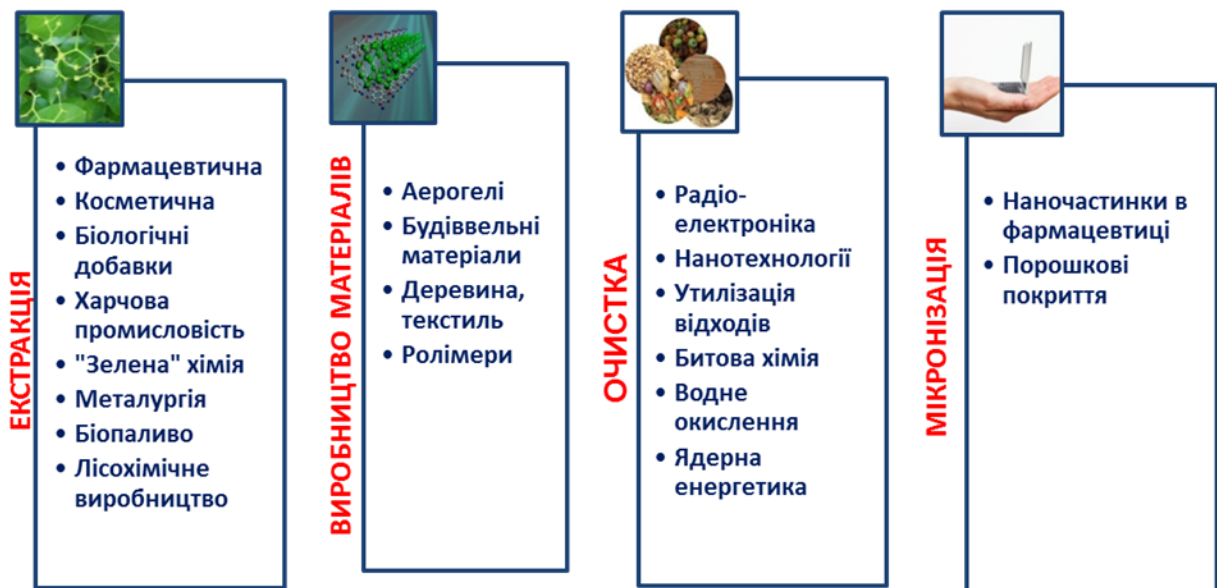 ЕКСТРАКЦІЯ
• Фармацевтична
• Косметична
• Біологічні
добавки
• Харчова
промисловість
• "Зелена" хімія
• Металургія
• Біопаливо
• Лісохімічне
виробництво
ВИРОБНИЦТВО МАТЕРІАЛІВ
• Аерогелі
• Будіввельні
матеріали
• Деревина,
текстиль
• Ролімери
ОЧИСТКА
• Радіо-
електроніка
• Нанотехнології
• Утилізація
відходів
• Битова хімія
• Водне
окислення
• Ядерна
енергетика
МІКРОНІЗАЦІЯ
• Наночастинки в
фармацевтиці
• Порошкові
покриття